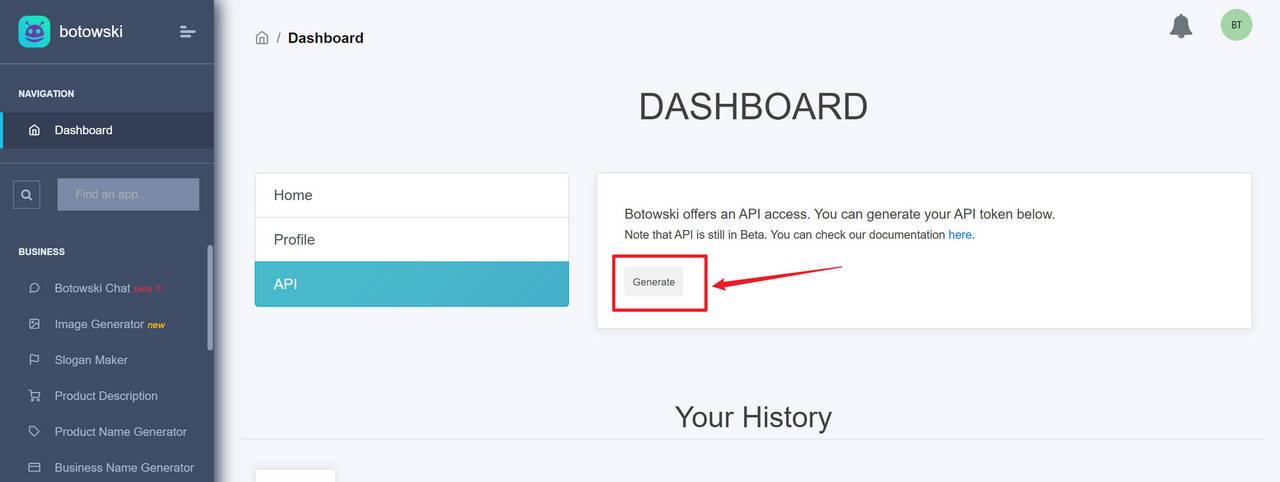 botowski
NAVIGATION
Dashboard
Find an app...
BUSINESS
Botowski Chat beta !!!
Image Generator new
Slogan Maker
Product Description
Product Name Generator
Business Name Generator
/ Dashboard
BT
DASHBOARD
Home
Profile
API
Botowski offers an API access. You can generate your API token below.
Note that API is still in Beta. You can check our documentation here.
Generate
Your History